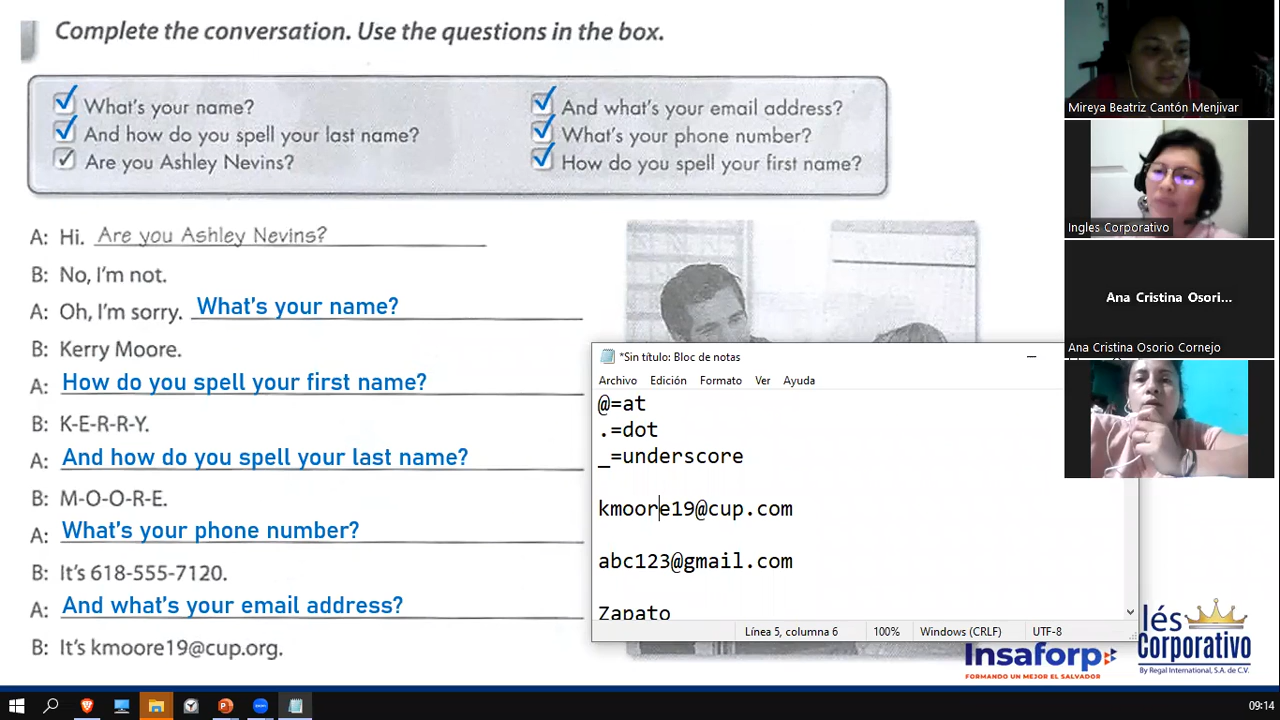 Complete the conversation. Use the questions in the box.
What's your name?
And how do you spell your last name?
Are you Ashley Nevins?
And what's your email address?
What's your phone number?
How do you spell your first name?
A: Hi. Are you Ashley Nevins?
B: No, I'm not.
A: Oh, I'm sorry. What's your name?
B: Kerry Moore.
A: How do you spell your first name?
B: K-E-R-R-Y.
A: And how do you spell your last name?
B: M-O-O-R-E.
A: What's your phone number?
B: It's 618-555-7120.
A: And what's your email address?
B: It's kmoore19@cup.org.
*Sin título: Bloc de notas
Archivo Edición Formato Ver Ayuda
@=at
.=dot
_=underscore
kmoore19@cup.com
abc123@gmail.com
Zapato
Línea 5, columna 6 100% Windows (CRLF) UTF-8
Mireya Beatriz Cantón Menjivar
Ingles Corporativo
Ana Cristina Osori...
Ana Cristina Osorio Cornejo
Insaforp
FORMANDO UN MEJOR EL SALVADOR
Inglés
Corporativo
By Regal International, S.A. de C.V.
09:14